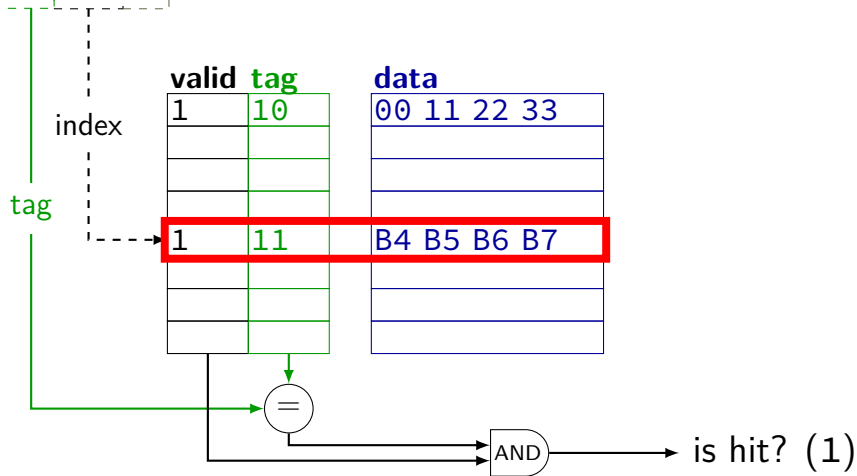 valid tag data
1 10 00 11 22 33
index
tag
1 11 B4 B5 B6 B7
=
AND
is hit? (1)